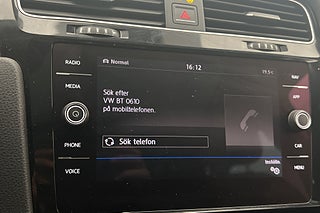 RADIO
Normal
16:12
19.5°C
NAV
MEDIA
APP
Sök efter
VW BT 0610
på mobiltelefonen.
Sök telefon
PHONE
CAR
Inställn.
VOICE
MENU